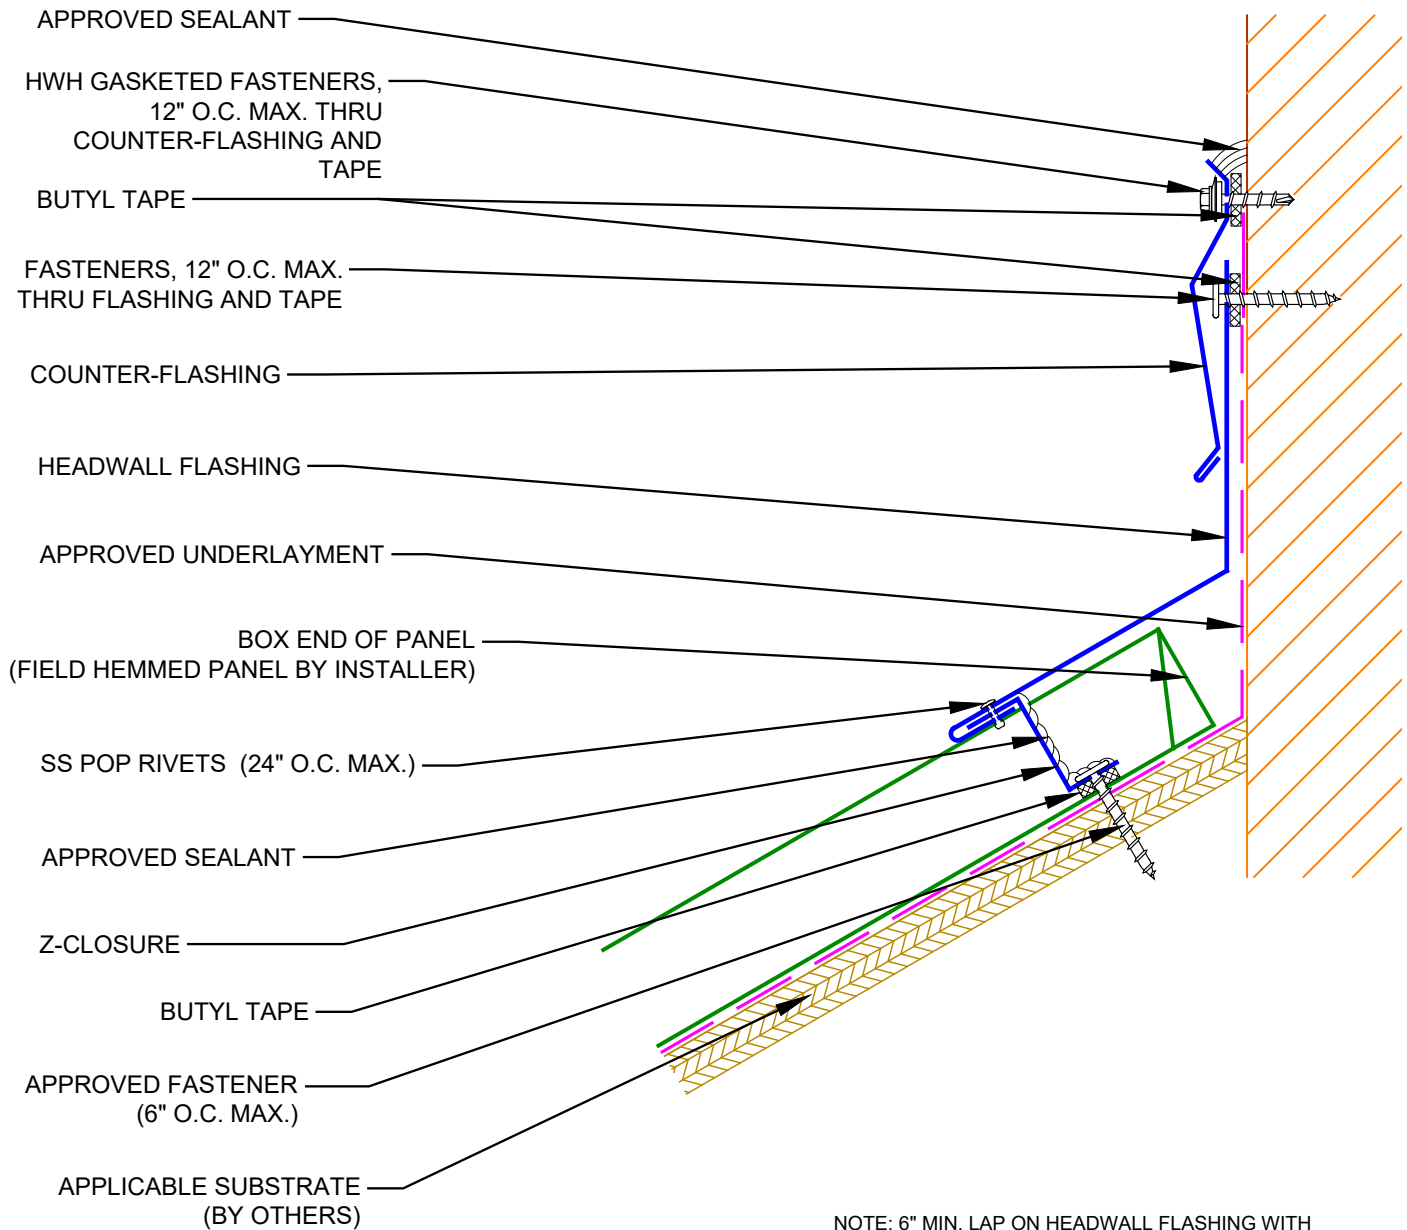 APPROVED SEALANT
HWH GASKETED FASTENERS,
12" O.C. MAX. THRU
COUNTER-FLASHING AND
TAPE
BUTYL TAPE
FASTENERS, 12" O.C. MAX.
THRU FLASHING AND TAPE
COUNTER-FLASHING
HEADWALL FLASHING
APPROVED UNDERLAYMENT
BOX END OF PANEL
(FIELD HEMMED PANEL BY INSTALLER)
SS POP RIVETS (24" O.C. MAX.)
APPROVED SEALANT
Z-CLOSURE
BUTYL TAPE
APPROVED FASTENER
(6" O.C. MAX.)
APPLICABLE SUBSTRATE
(BY OTHERS)
NOTE: 6" MIN. LAP ON HEADWALL FLASHING WITH